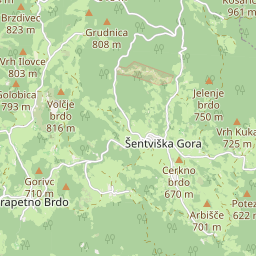 Brzdivec
823 m
Grudnica
808 m
961 m
Vrh Ilovce
803 m
Golobica
793 m
Volčje
brdo
816 m
Jelenje
brdo
750 m
Vrh Kuka
725 m
Šentviška Gora
Cerkno
brdo
670 m
Gorivc
710 m
rapetno Brdo
Potez
622 m
Arbišče
701 m